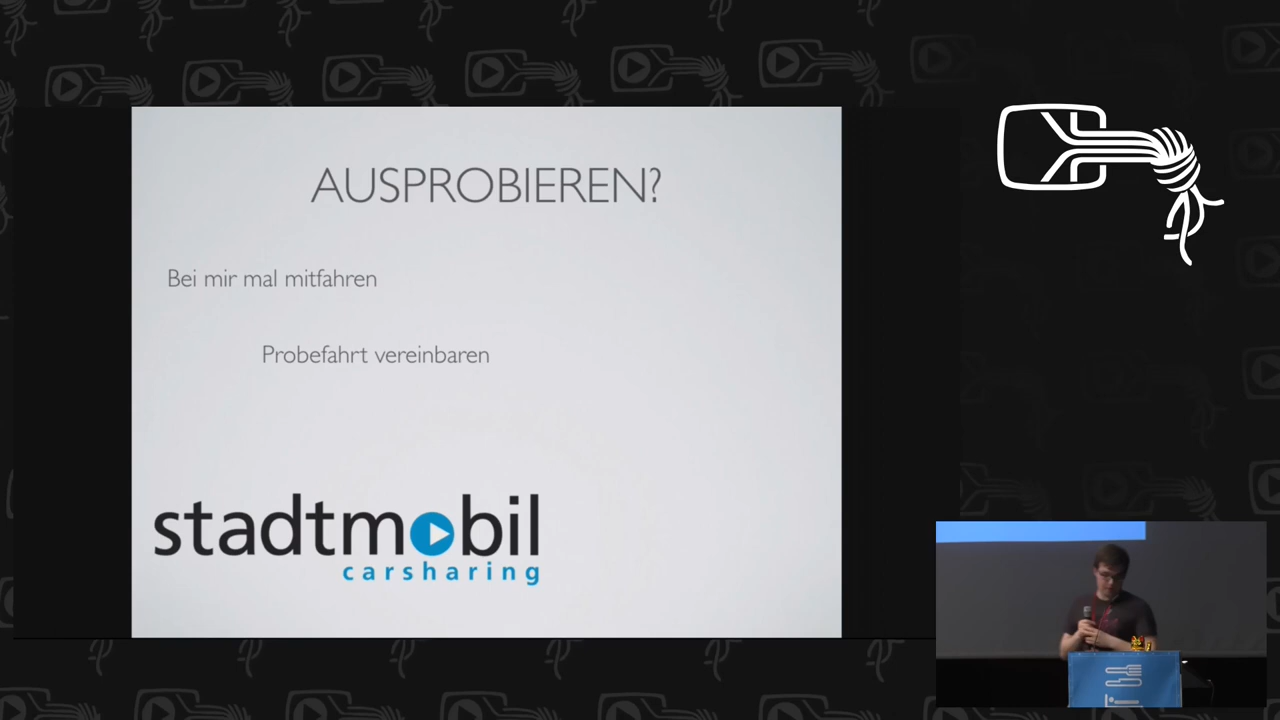 AUSPROBIEREN?
Bei mir mal mitfahren
Probefahrt vereinbaren
stadtmobil
carsharing